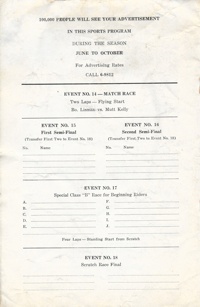 100,000 PEOPLE WILL SEE YOUR ADVERTISEMENT
IN THIS SPORTS PROGRAM
DURING THE SEASON
JUNE TO OCTOBER
For Advertising Rates
CALL 6-8812
EVENT NO. 14 — MATCH RACE
Two Laps — Flying Start
vs. Matt Kelly
EVENT NO. 15
First Semi-Final
(Transfer First Two to Event No. 18)
No. Name
EVENT NO. 16
Second Semi-Final
(Transfer First Two to Event No. 18)
No. Name
EVENT NO. 17
Special Class "B" Race for Beginning Riders
A.
B.
C.
D.
E.
F.
G.
H.
I.
J.
Four Laps — Standing Start from Scratch
EVENT NO. 18
Scratch Race Final